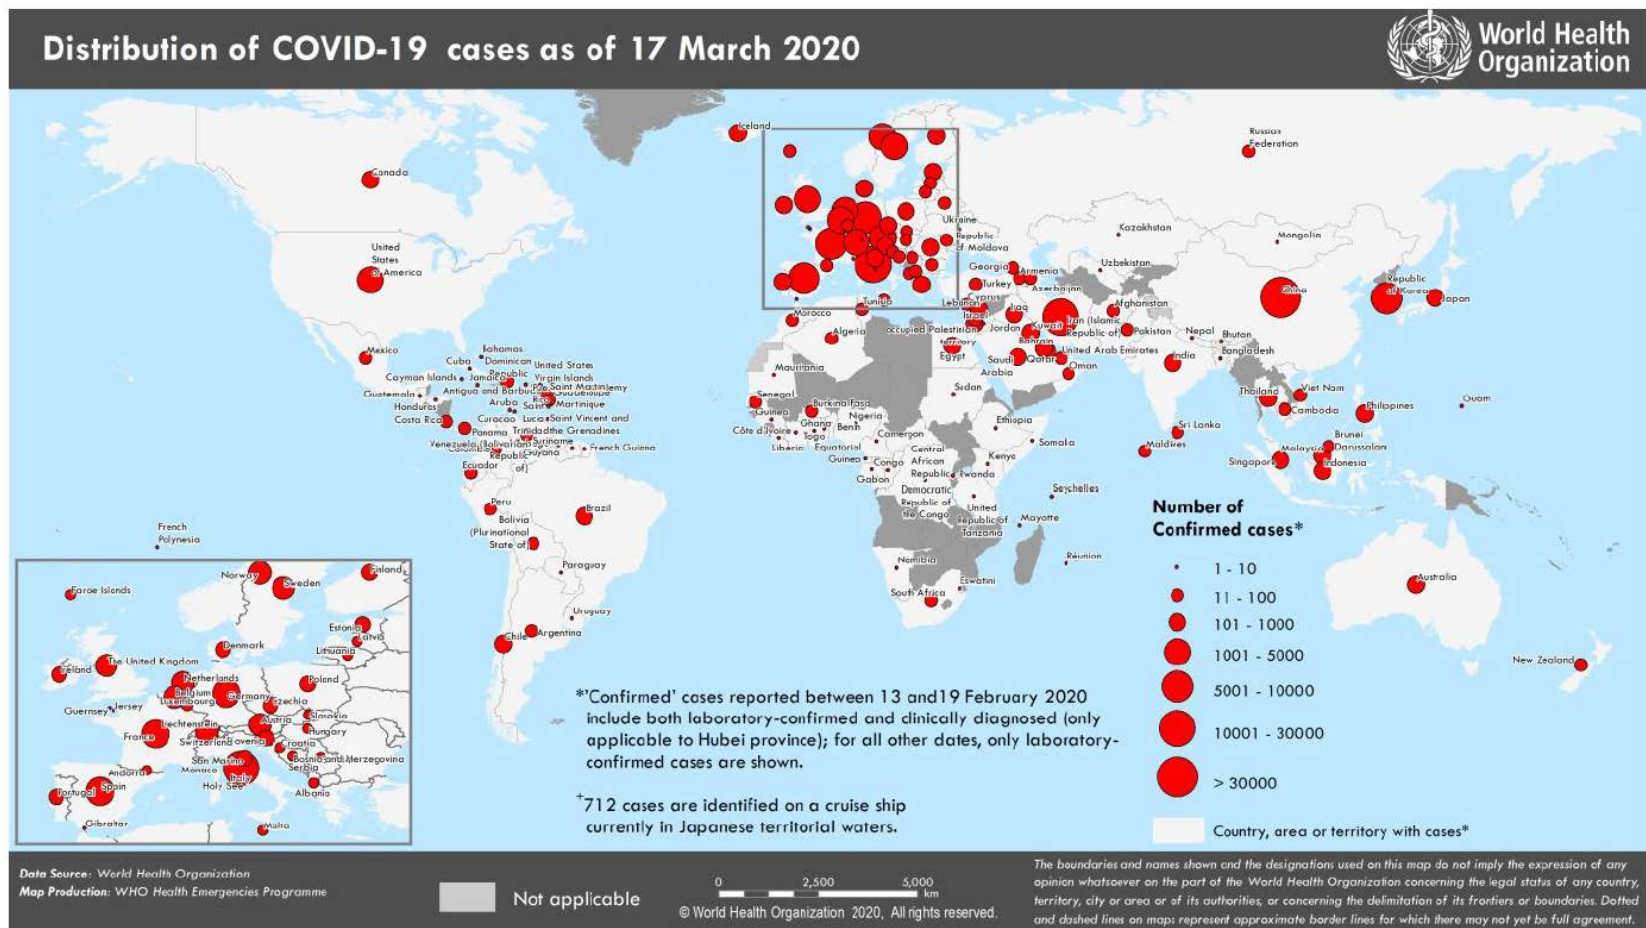 Distribution of COVID-19 cases as of 17 March 2020
World Health
Organization
Iceland
Russian
Federation
Canada
United
States
of America
Ukraine
Republic
of Moldova
Kazakhstan
Mongolia
Uzbekistan
Georgia
Armenia
Turkey
Azerbaijan
Cyprus
Lebanon
Israel
Iraq
Jordan
Kuwait
Iran (Islamic
Republic of)
Afghanistan
Pakistan
China
Republic
of Korea
Japan
Nepal
Bhutan
Bangladesh
India
Tunisia
Morocco
Algeria
occupied Palestinian
territory
Egypt
Bahrain
Saudi
Arabia
Qatar
United Arab Emirates
Oman
Mexico
Bahamas
Cuba
Dominican
Republic
United States
Virgin Islands
Cayman Islands
Jamaica
Saint Martin
Guatemala
Antigua and Barbuda
Guadeloupe
Honduras
Aruba
Saint
Lucia
Martinique
Costa Rica
Curacao
Saint Vincent and
the Grenadines
Panama
Trinidad
Suriname
Venezuela (Bolivarian
Republic
of)
Guyana
French Guiana
Ecuador
Peru
Brazil
Bolivia
(Plurinational
State of)
Paraguay
Uruguay
Chile
Argentina
French
Polynesia
Mauritania
Senegal
Burkina Faso
Guinea
Nigeria
Sudan
Ghana
Benin
Togo
Côte d'Ivoire
Liberia
Cameroon
Ethiopia
Somalia
Equatorial
Guinea
Central
African
Republic
Congo
Gabon
Kenya
Rwanda
Democratic
Republic of
the Congo
United
Republic of
Tanzania
Seychelles
Mayotte
Réunion
Namibia
Eswatini
South Africa
Thailand
Viet Nam
Cambodia
Philippines
Guam
Sri Lanka
Maldives
Brunei
Darussalam
Malaysia
Singapore
Indonesia
Australia
New Zealand
Number of
Confirmed cases*
1 - 10
11 - 100
101 - 1000
1001 - 5000
5001 - 10000
10001 - 30000
> 30000
Country, area or territory with cases*
Norway
Sweden
Finland
Faroe Islands
Estonia
Latvia
Lithuania
Denmark
Ireland
The United Kingdom
Netherlands
Belgium
Luxembourg
Germany
Poland
Czechia
Guernsey
Jersey
Slovakia
Liechtenstein
Austria
Hungary
France
Switzerland
Croatia
San Marino
Bosnia and Herzegovina
Serbia
Monaco
Andorra
Italy
Holy See
Albania
Portugal
Spain
Gibraltar
Malta
*'Confirmed' cases reported between 13 and19 February 2020
include both laboratory-confirmed and clinically diagnosed (only
applicable to Hubei province); for all other dates, only laboratory-
confirmed cases are shown.
+712 cases are identified on a cruise ship
currently in Japanese territorial waters.
Data Source: World Health Organization
Map Production: WHO Health Emergencies Programme
Not applicable
0 2,500 5,000
km
© World Health Organization 2020, All rights reserved.
The boundaries and names shown and the designations used on this map do not imply the expression of any
opinion whatsoever on the part of the World Health Organization concerning the legal status of any country,
territory, city or area or of its authorities, or concerning the delimitation of its frontiers or boundaries. Dotted
and dashed lines on maps represent approximate border lines for which there may not yet be full agreement.